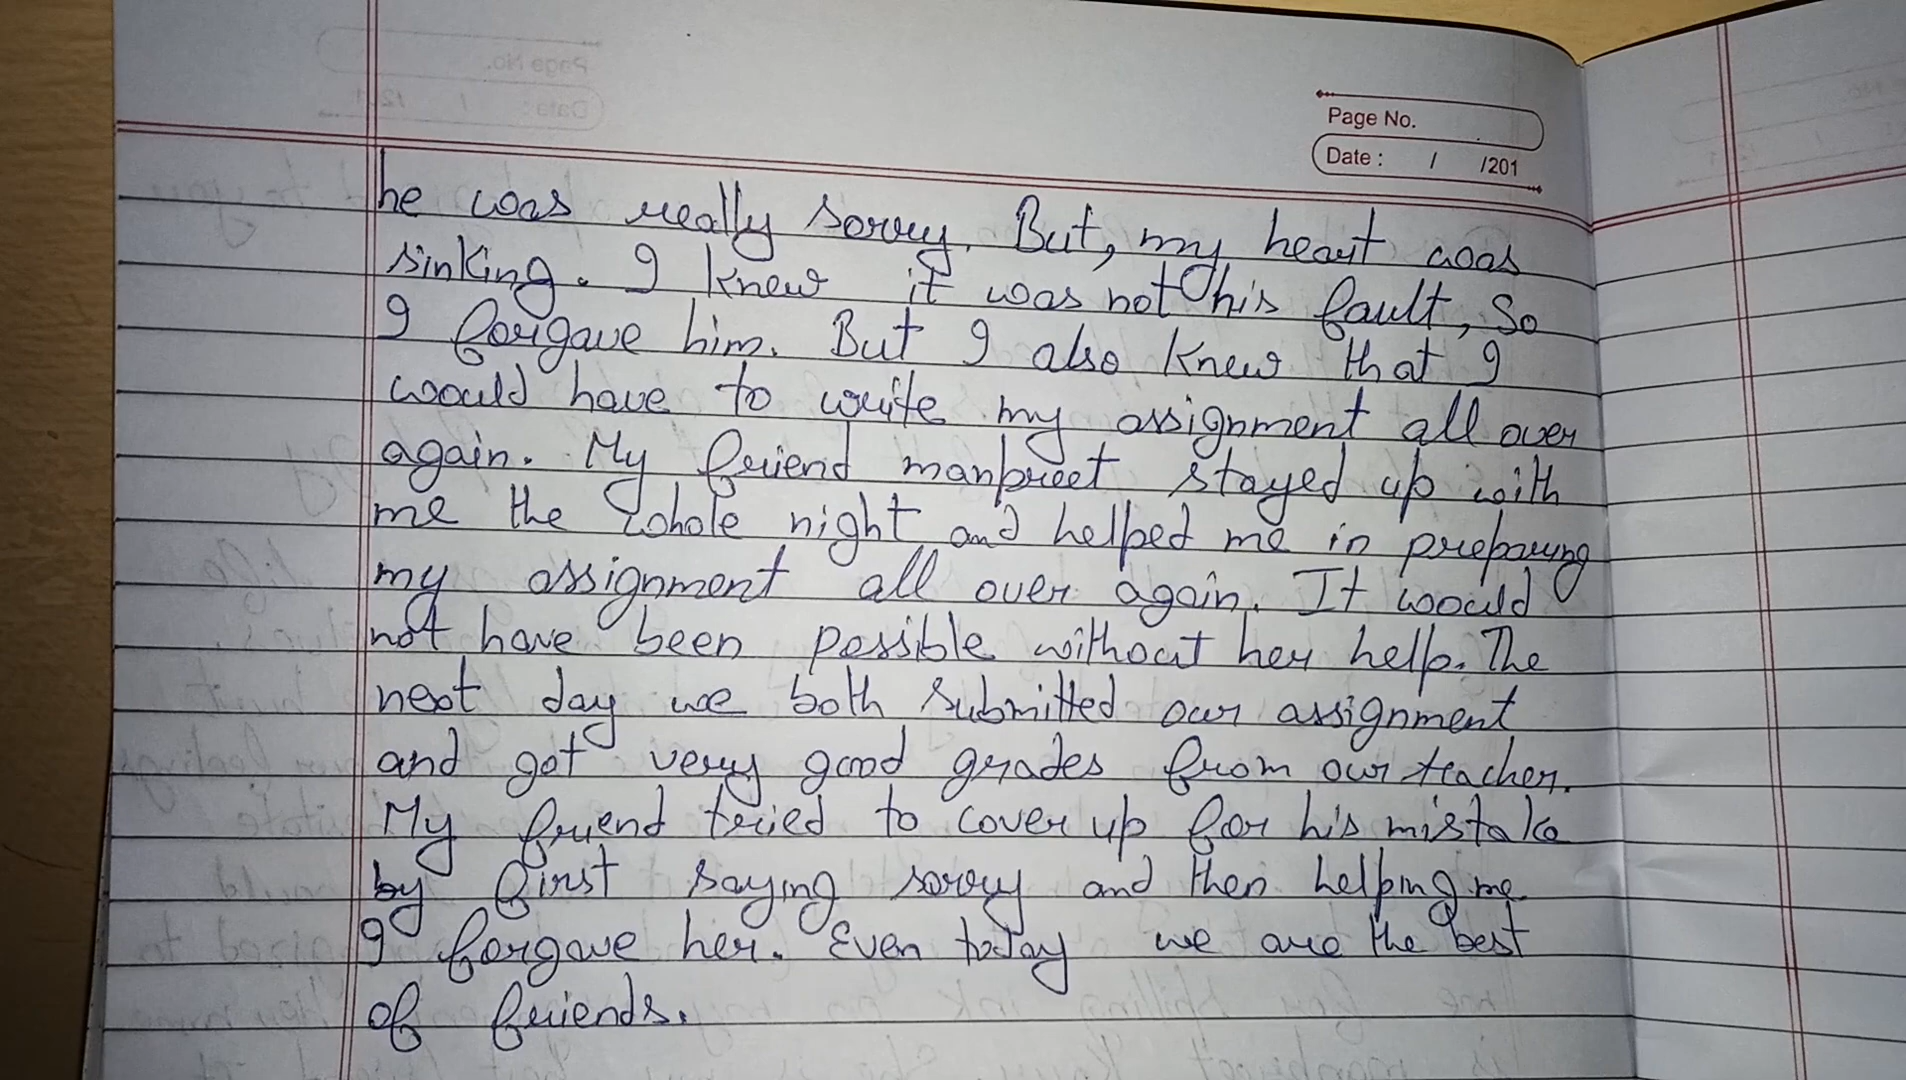 Page No.
Date : / /201
he was really sorry. But, my heart was
sinking. I knew it was not his fault, So
I forgave him. But I also knew that I
would have to write my assignment all over
again. My friend manpreet stayed up with
me the whole night and helped me in preparing
my assignment all over again. It would
not have been possible without her help. The
next day we both submitted our assignment
and got very good grades from our teacher.
My friend tried to cover up for his mistake
by first saying sorry and then helping me
I forgave her. Even today we are the best
of friends.